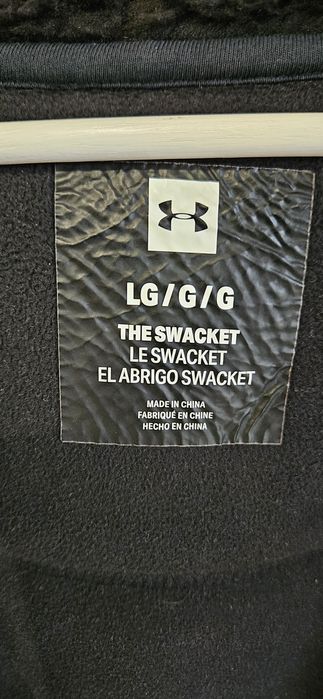 LG/G/G
THE SWACKET
LE SWACKET
EL ABRIGO SWACKET
MADE IN CHINA
FABRIQUÉ EN CHINE
HECHO EN CHINA